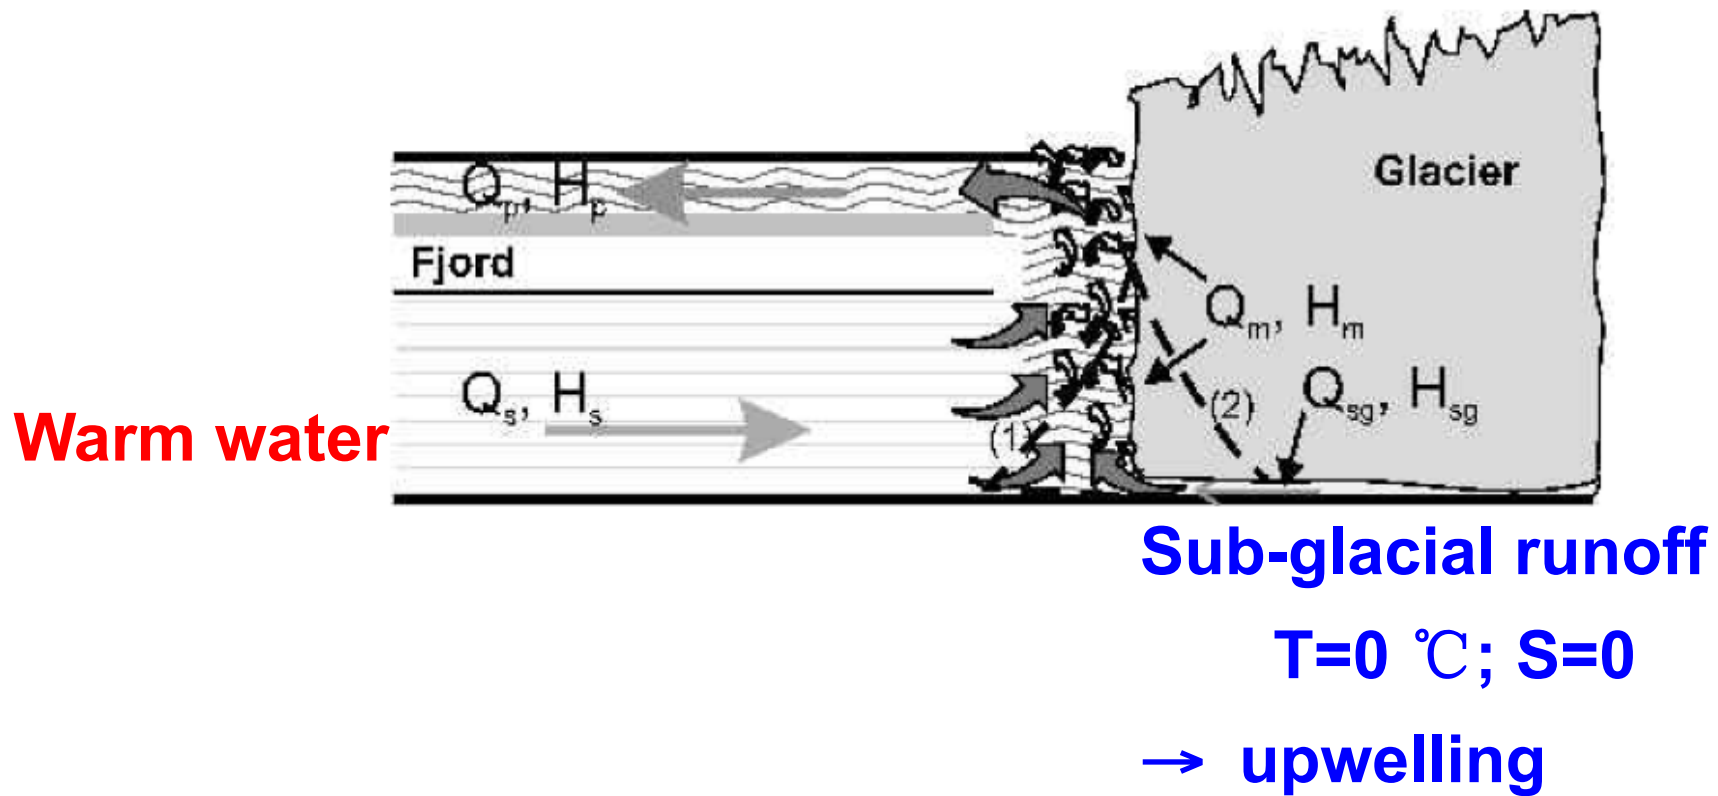 Glacier
Qp, Hp
Fjord
Qm, Hm
Qs, Hs
(2)
Qsg, Hsg
Warm water
(1)
Sub-glacial runoff
T=0 ℃; S=0
→ upwelling